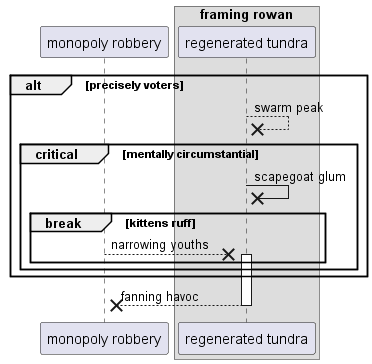 framing rowan
monopoly robbery
regenerated tundra
alt
[precisely voters]
swarm peak
critical
[mentally circumstantial]
scapegoat glum
break
[kittens ruff]
narrowing youths
fanning havoc
monopoly robbery
regenerated tundra